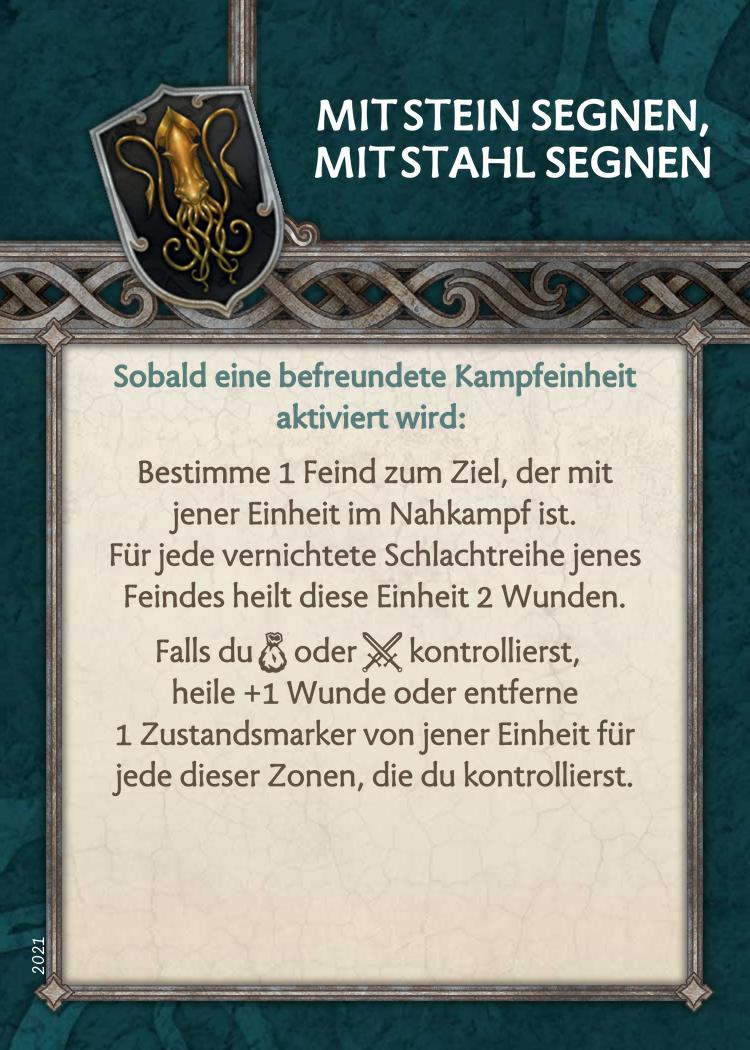 MIT STEIN SEGNEN,
MIT STAHL SEGNEN
Sobald eine befreundete Kampfeinheit
aktiviert wird:
Bestimme 1 Feind zum Ziel, der mit
jener Einheit im Nahkampf ist.
Für jede vernichtete Schlachtreihe jenes
Feindes heilt diese Einheit 2 Wunden.
Falls du oder kontrollierst,
heile +1 Wunde oder entferne
1 Zustandsmarker von jener Einheit für
jede dieser Zonen, die du kontrollierst.
2021